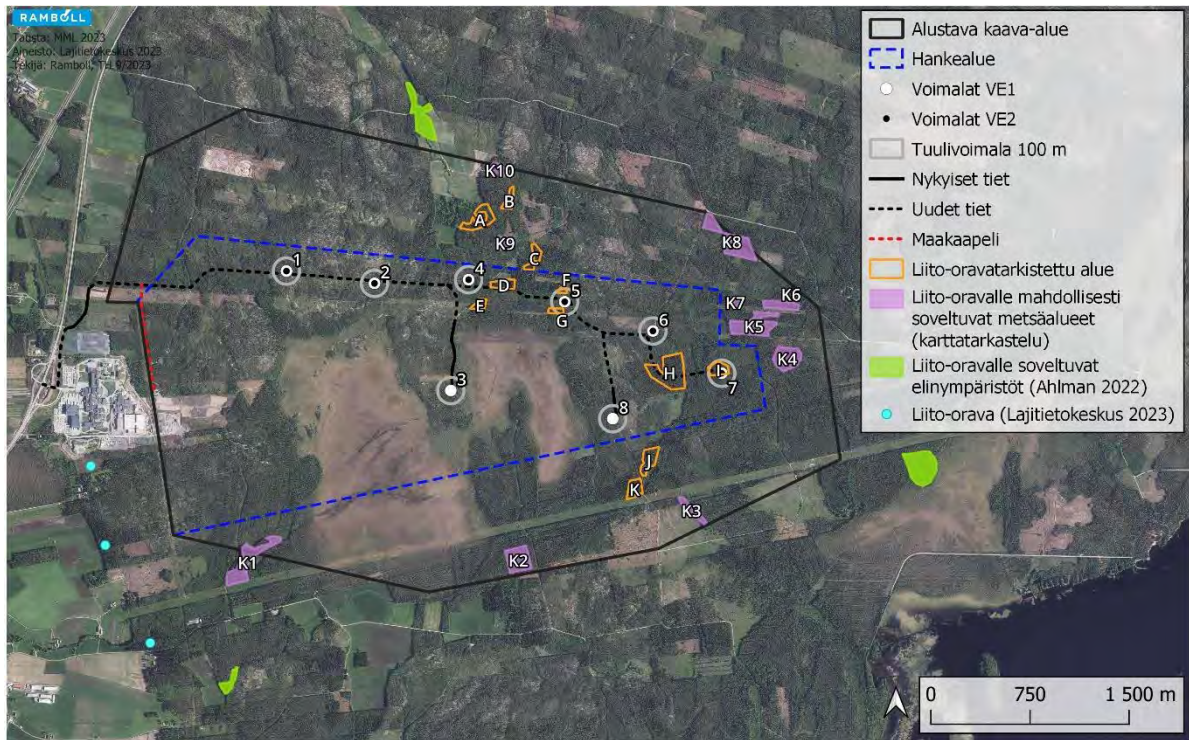 RAMBOLL
Tausta: MML 2023
Aineisto: Lajitietokeskus 2023
Tekijä: Ramboll, TH 9/2023
Alustava kaava-alue
Hankealue
Voimalat VE1
Voimalat VE2
Tuulivoimala 100 m
Nykyiset tiet
Uudet tiet
Maakaapeli
Liito-oravatarkistettu alue
Liito-oravalle mahdollisesti
soveltuvat metsäalueet
(karttatarkastelu)
Liito-oravalle soveltuvat
elinympäristöt (Ahlman 2022)
Liito-orava (Lajitietokeskus 2023)
K10
B
A
K9
C
K8
1
2
4
D
F
5
E
G
K7
K6
K5
6
K4
H
I
7
3
8
J
K
K3
K1
K2
0 750 1 500 m